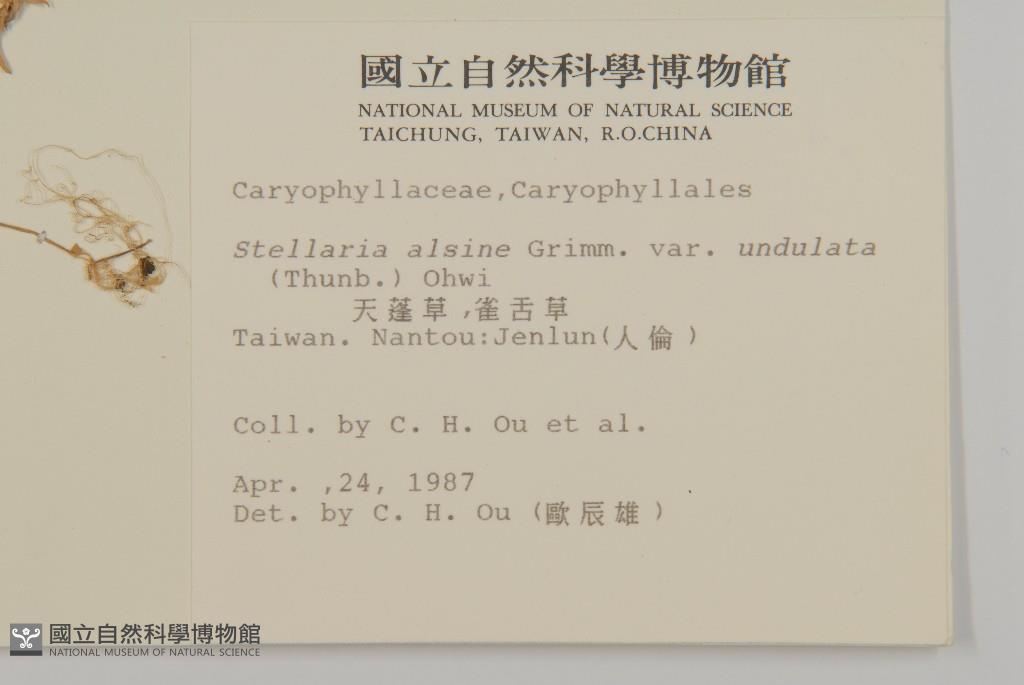 國立自然科學博物館
NATIONAL MUSEUM OF NATURAL SCIENCE
TAICHUNG, TAIWAN, R.O.CHINA
Caryophyllaceae,Caryophyllales
Stellaria alsine Grimm. var. undulata
(Thunb.) Ohwi
天蓬草,雀舌草
Taiwan. Nantou:Jenlun(人倫)
Coll. by C. H. Ou et al.
Apr. ,24, 1987
Det. by C. H. Ou (歐辰雄)
國立自然科學博物館
NATIONAL MUSEUM OF NATURAL SCIENCE